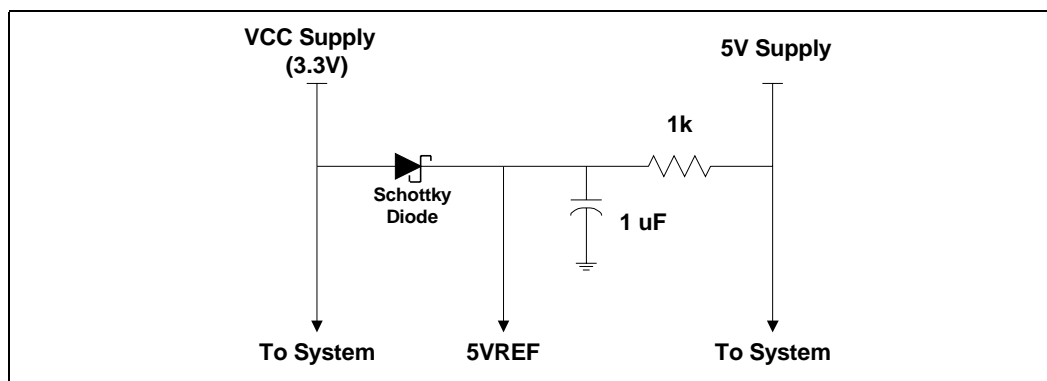 VCC Supply
(3.3V)
5V Supply
1k
Schottky
Diode
1 uF
To System
5VREF
To System